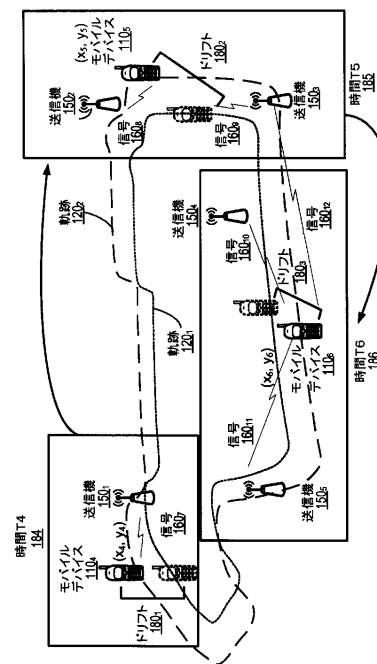 時間T4
184
モバイル
デバイス
110₄
(x₄, y₄)
送信機
150₁
信号
160₇
ドリフト
180₁
軌跡
120₂
軌跡
120₁
送信機
150₂
(x₅, y₅)
モバイル
デバイス
110₅
ドリフト
180₂
信号
160₈
信号
160₉
送信機
150₃
時間T5
185
送信機
150₄
信号
160₁₀
ドリフト
180₃
信号
160₁₂
(x₆, y₆)
モバイル
デバイス
110₆
信号
160₁₁
送信機
150₅
時間T6
186